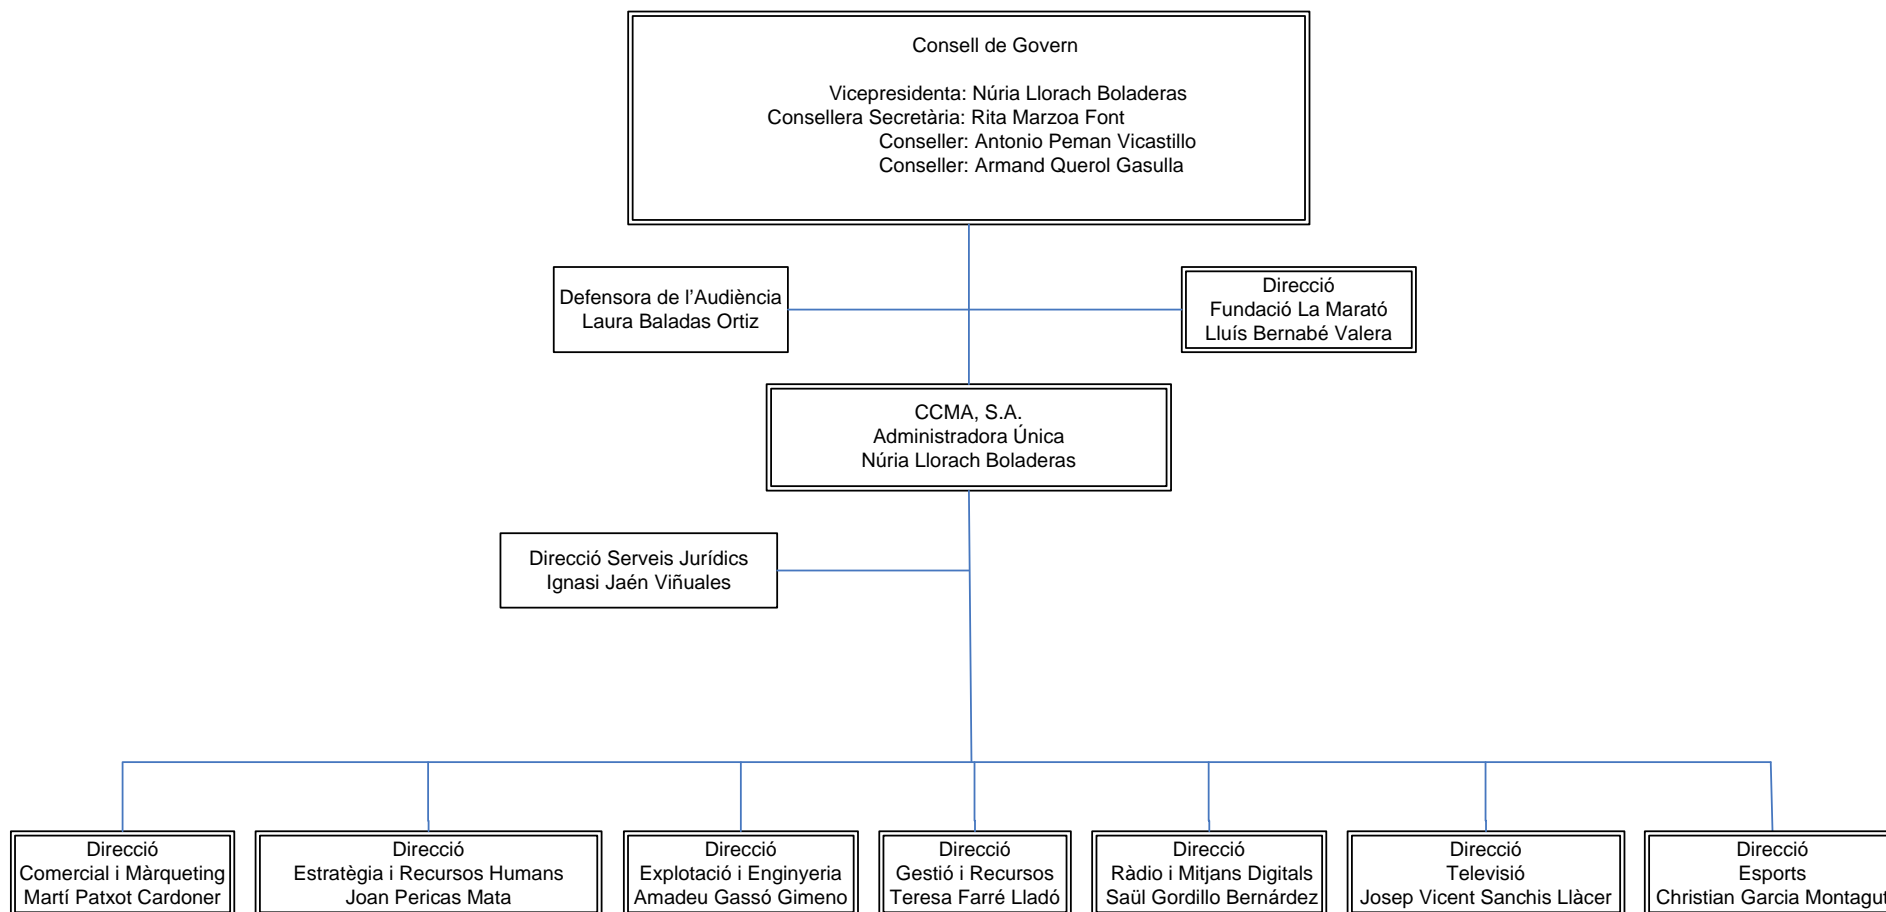 Consell de Govern
Vicepresidenta: Núria Llorach Boladeras
Consellera Secretària: Rita Marzoa Font
Conseller: Antonio Peman Vicastillo
Conseller: Armand Querol Gasulla
Defensora de l’Audiència
Laura Baladas Ortiz
Direcció
Fundació La Marató
Lluís Bernabé Valera
CCMA, S.A.
Administradora Única
Núria Llorach Boladeras
Direcció Serveis Jurídics
Ignasi Jaén Viñuales
Direcció
Comercial i Màrqueting
Martí Patxot Cardoner
Direcció
Estratègia i Recursos Humans
Joan Pericas Mata
Direcció
Explotació i Enginyeria
Amadeu Gassó Gimeno
Direcció
Gestió i Recursos
Teresa Farré Lladó
Direcció
Ràdio i Mitjans Digitals
Saül Gordillo Bernárdez
Direcció
Televisió
Josep Vicent Sanchis Llàcer
Direcció
Esports
Christian Garcia Montagut